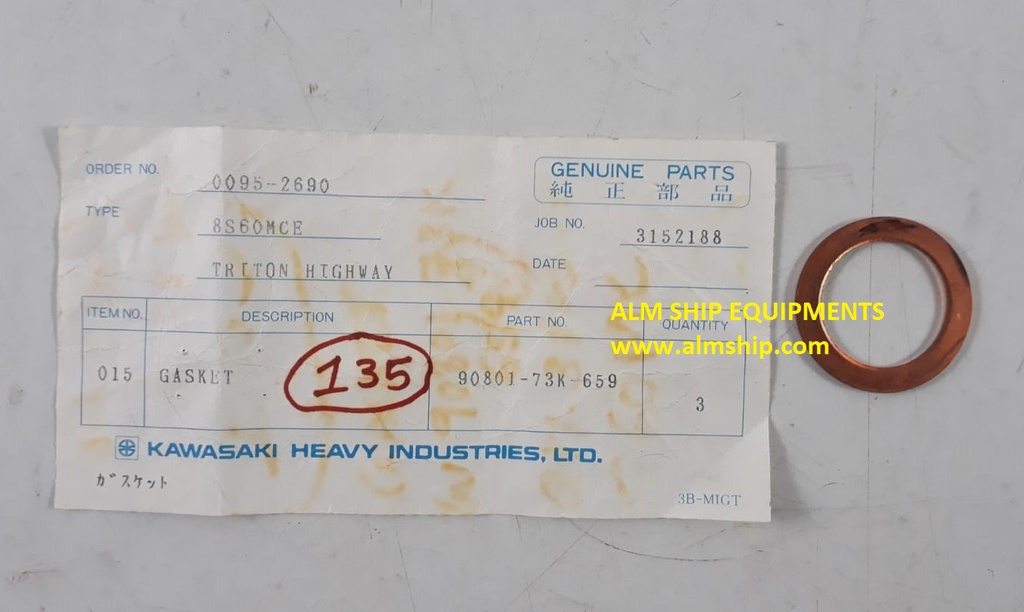 ORDER NO. 0095-2690
GENUINE PARTS
純正部品
TYPE 8S60MCE
JOB NO. 3152188
TRITON HIGHWAY
DATE
ALM SHIP EQUIPMENTS
www.almship.com
ITEM NO. DESCRIPTION PART NO. QUANTITY
015 GASKET 135 90801-73K-659 3
KAWASAKI HEAVY INDUSTRIES, LTD.
ガスケット
3B-MIGT